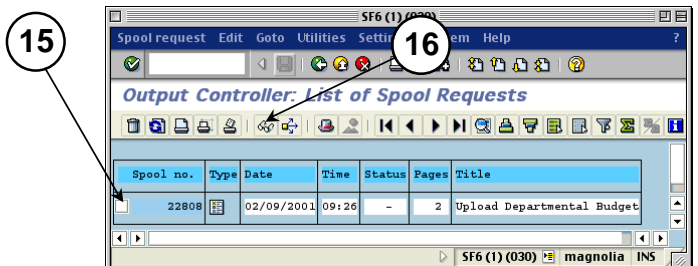 SF6 (1) (030)
15
16
Spool request Edit Goto Utilities Settin em Help ?
Output Controller: List of Spool Requests
Spool no. Type Date Time Status Pages Title
22808 02/09/2001 09:26 - 2 Upload Departmental Budget
SF6 (1) (030) magnolia INS